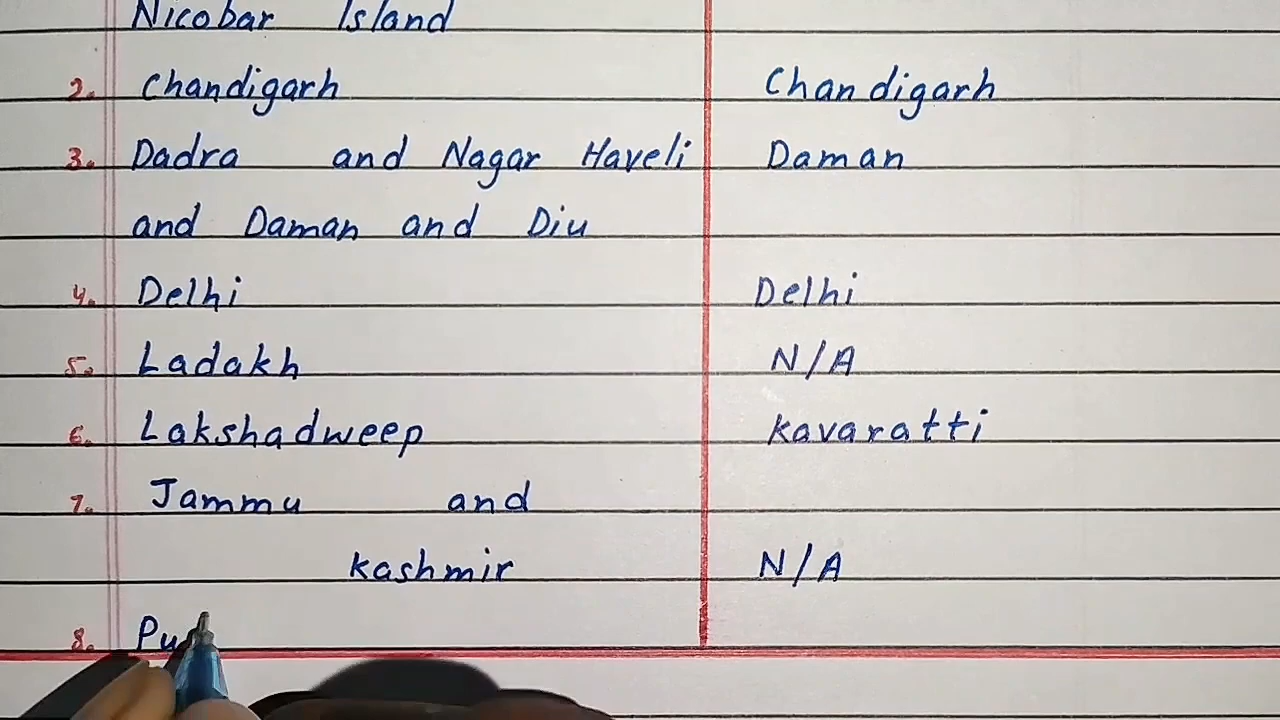 Nicobar Island
2. Chandigarh Chandigarh
3. Dadra and Nagar Haveli Daman
and Daman and Diu
4. Delhi Delhi
5. Ladakh N/A
6. Lakshadweep kavaratti
7. Jammu and
kashmir N/A
8. Pu